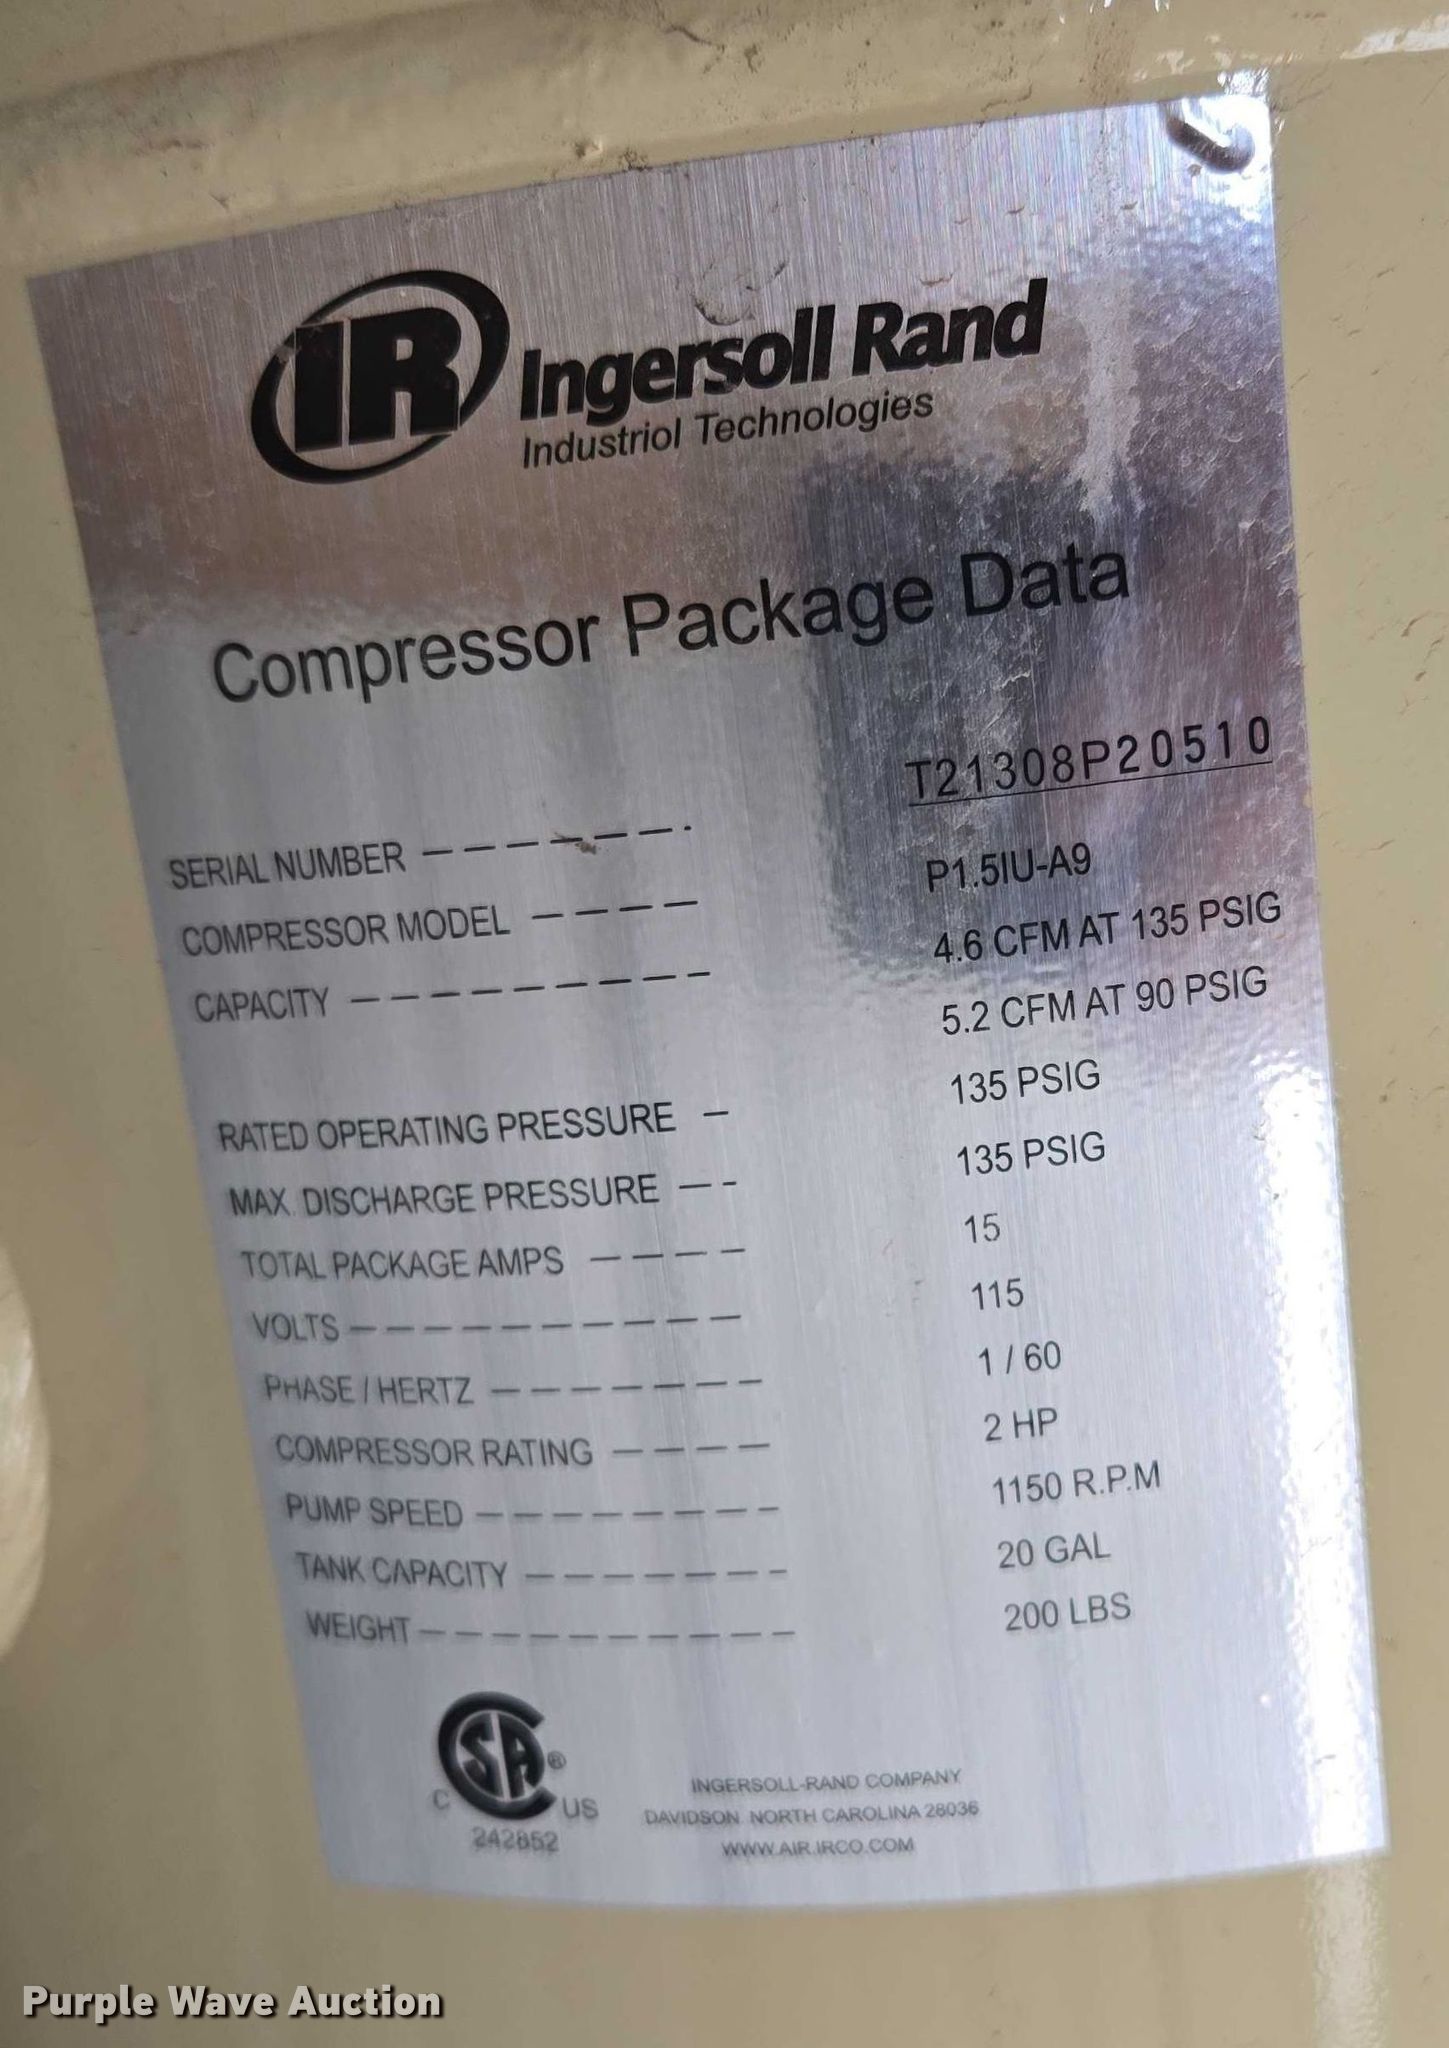 IR Ingersoll Rand
Industriol Technologies
Compressor Package Data
SERIAL NUMBER — — — — — — - T21308P20510
COMPRESSOR MODEL — — — — P1.5IU-A9
CAPACITY — — — — — — — — — 4.6 CFM AT 135 PSIG
5.2 CFM AT 90 PSIG
RATED OPERATING PRESSURE — 135 PSIG
MAX. DISCHARGE PRESSURE — - 135 PSIG
TOTAL PACKAGE AMPS — — — — 15
VOLTS — — — — — — — — — — 115
PHASE / HERTZ — — — — — — — 1 / 60
COMPRESSOR RATING — — — — 2 HP
PUMP SPEED — — — — — — — — 1150 R.P.M
TANK CAPACITY — — — — — — - 20 GAL
WEIGHT — — — — — — — — — — 200 LBS
C SA ® US
242852
INGERSOLL-RAND COMPANY
DAVIDSON, NORTH CAROLINA 28036
WWW.AIR.IRCO.COM
Purple Wave Auction